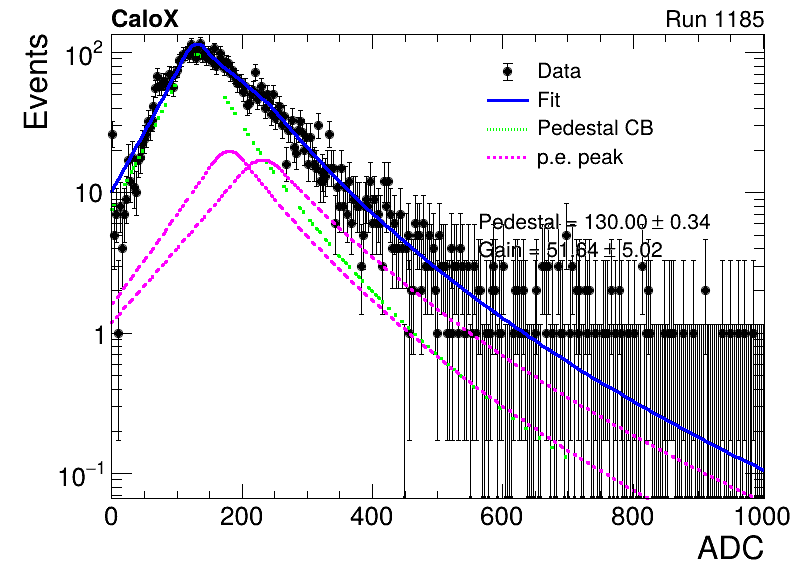 CaloX Run 1185
Events
Data
Fit
Pedestal CB
p.e. peak
Pedestal = 130.00 ± 0.34
Gain = 51.64 ± 5.02
10²
10
1
10⁻¹
0 200 400 600 800 1000
ADC